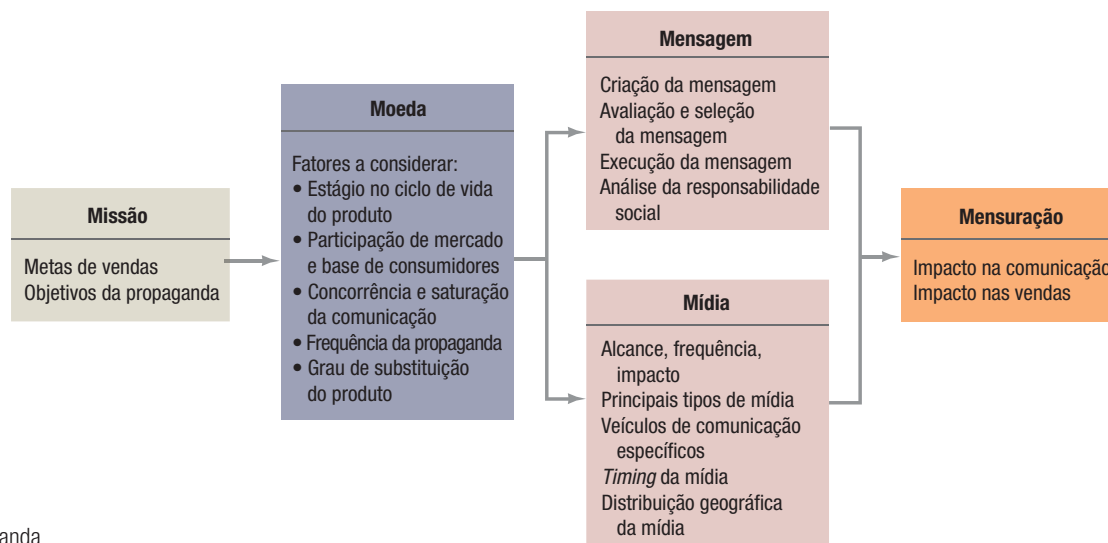 Missão
Metas de vendas
Objetivos da propaganda
Moeda
Fatores a considerar:
• Estágio no ciclo de vida
do produto
• Participação de mercado
e base de consumidores
• Concorrência e saturação
da comunicação
• Frequência da propaganda
• Grau de substituição
do produto
Mensagem
Criação da mensagem
Avaliação e seleção
da mensagem
Execução da mensagem
Análise da responsabilidade
social
Mídia
Alcance, frequência,
impacto
Principais tipos de mídia
Veículos de comunicação
específicos
Timing da mídia
Distribuição geográfica
da mídia
Mensuração
Impacto na comunicação
Impacto nas vendas
anda